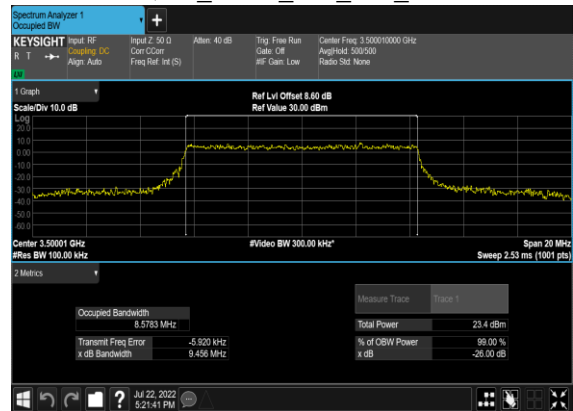 Spectrum Analyzer 1
Occupied BW
+
KEYSIGHT Input: RF Input Z: 50 Ω Atten: 40 dB Trig: Free Run Center Freq: 3.500010000 GHz
R T Coupling: DC Corr CCorr Gate: Off Avg|Hold: 500/500
Align: Auto Freq Ref: Int (S) #IF Gain: Low Radio Std: None
LXI
1 Graph
Ref Lvl Offset 8.60 dB
Scale/Div 10.0 dB Ref Value 30.00 dBm
Log
20.0
10.0
0.00
-10.0
-20.0
-30.0
-40.0
-50.0
-60.0
Center 3.50001 GHz #Video BW 300.00 kHz* Span 20 MHz
#Res BW 100.00 kHz Sweep 2.53 ms (1001 pts)
2 Metrics
Measure Trace Trace 1
Occupied Bandwidth
8.5783 MHz Total Power 23.4 dBm
Transmit Freq Error -5.920 kHz % of OBW Power 99.00 %
x dB Bandwidth 9.456 MHz x dB -26.00 dB
? Jul 22, 2022
5:21:41 PM